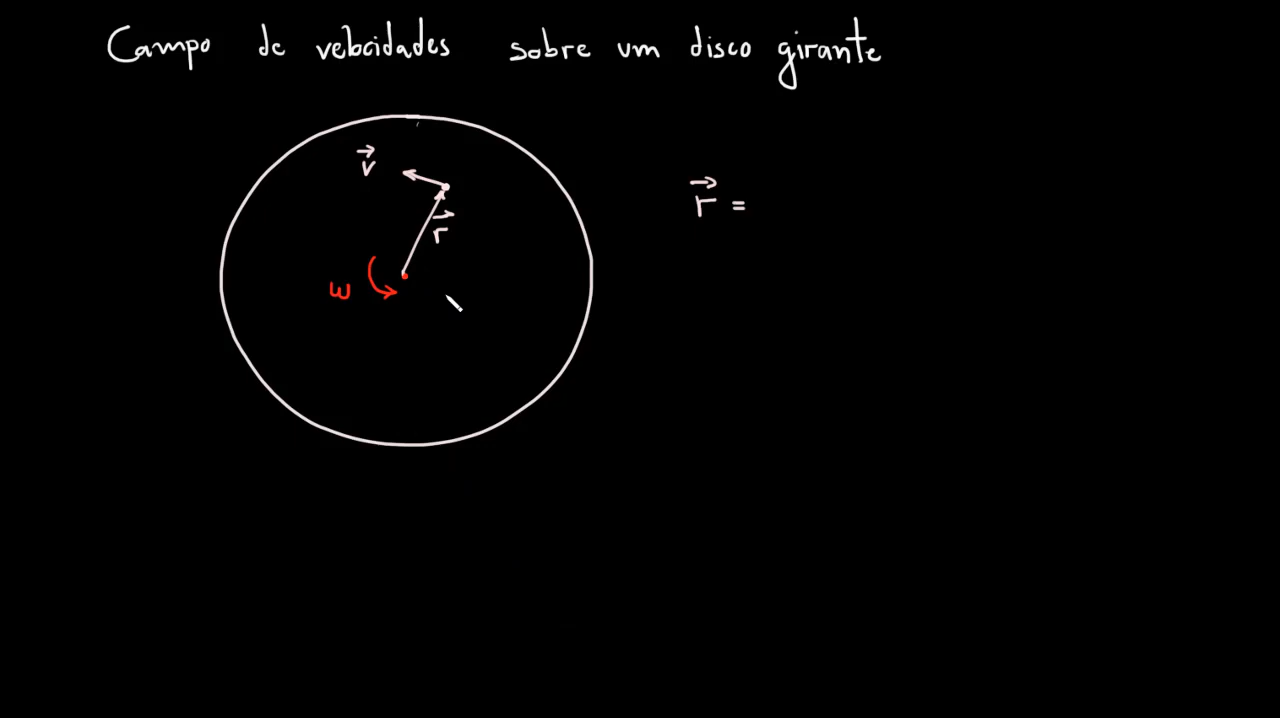 Campo de velocidades sobre um disco girante
v⃗
r⃗ =
r⃗
ω